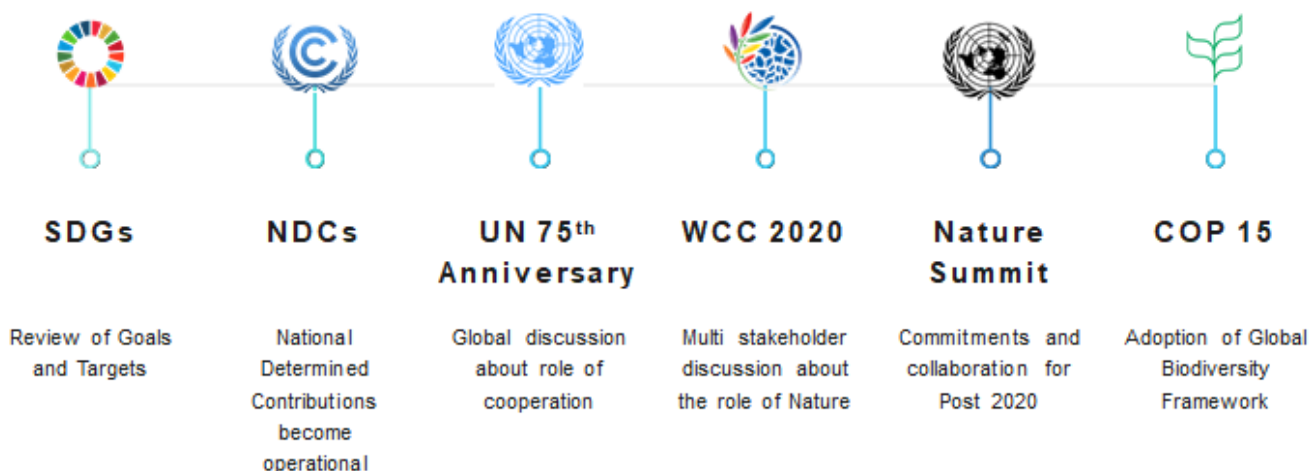 SDGs
Review of Goals
and Targets
NDCs
National
Determined
Contributions
become
operational
UN 75th
Anniversary
Global discussion
about role of
cooperation
WCC 2020
Multi stakeholder
discussion about
the role of Nature
Nature
Summit
Commitments and
collaboration for
Post 2020
COP 15
Adoption of Global
Biodiversity
Framework